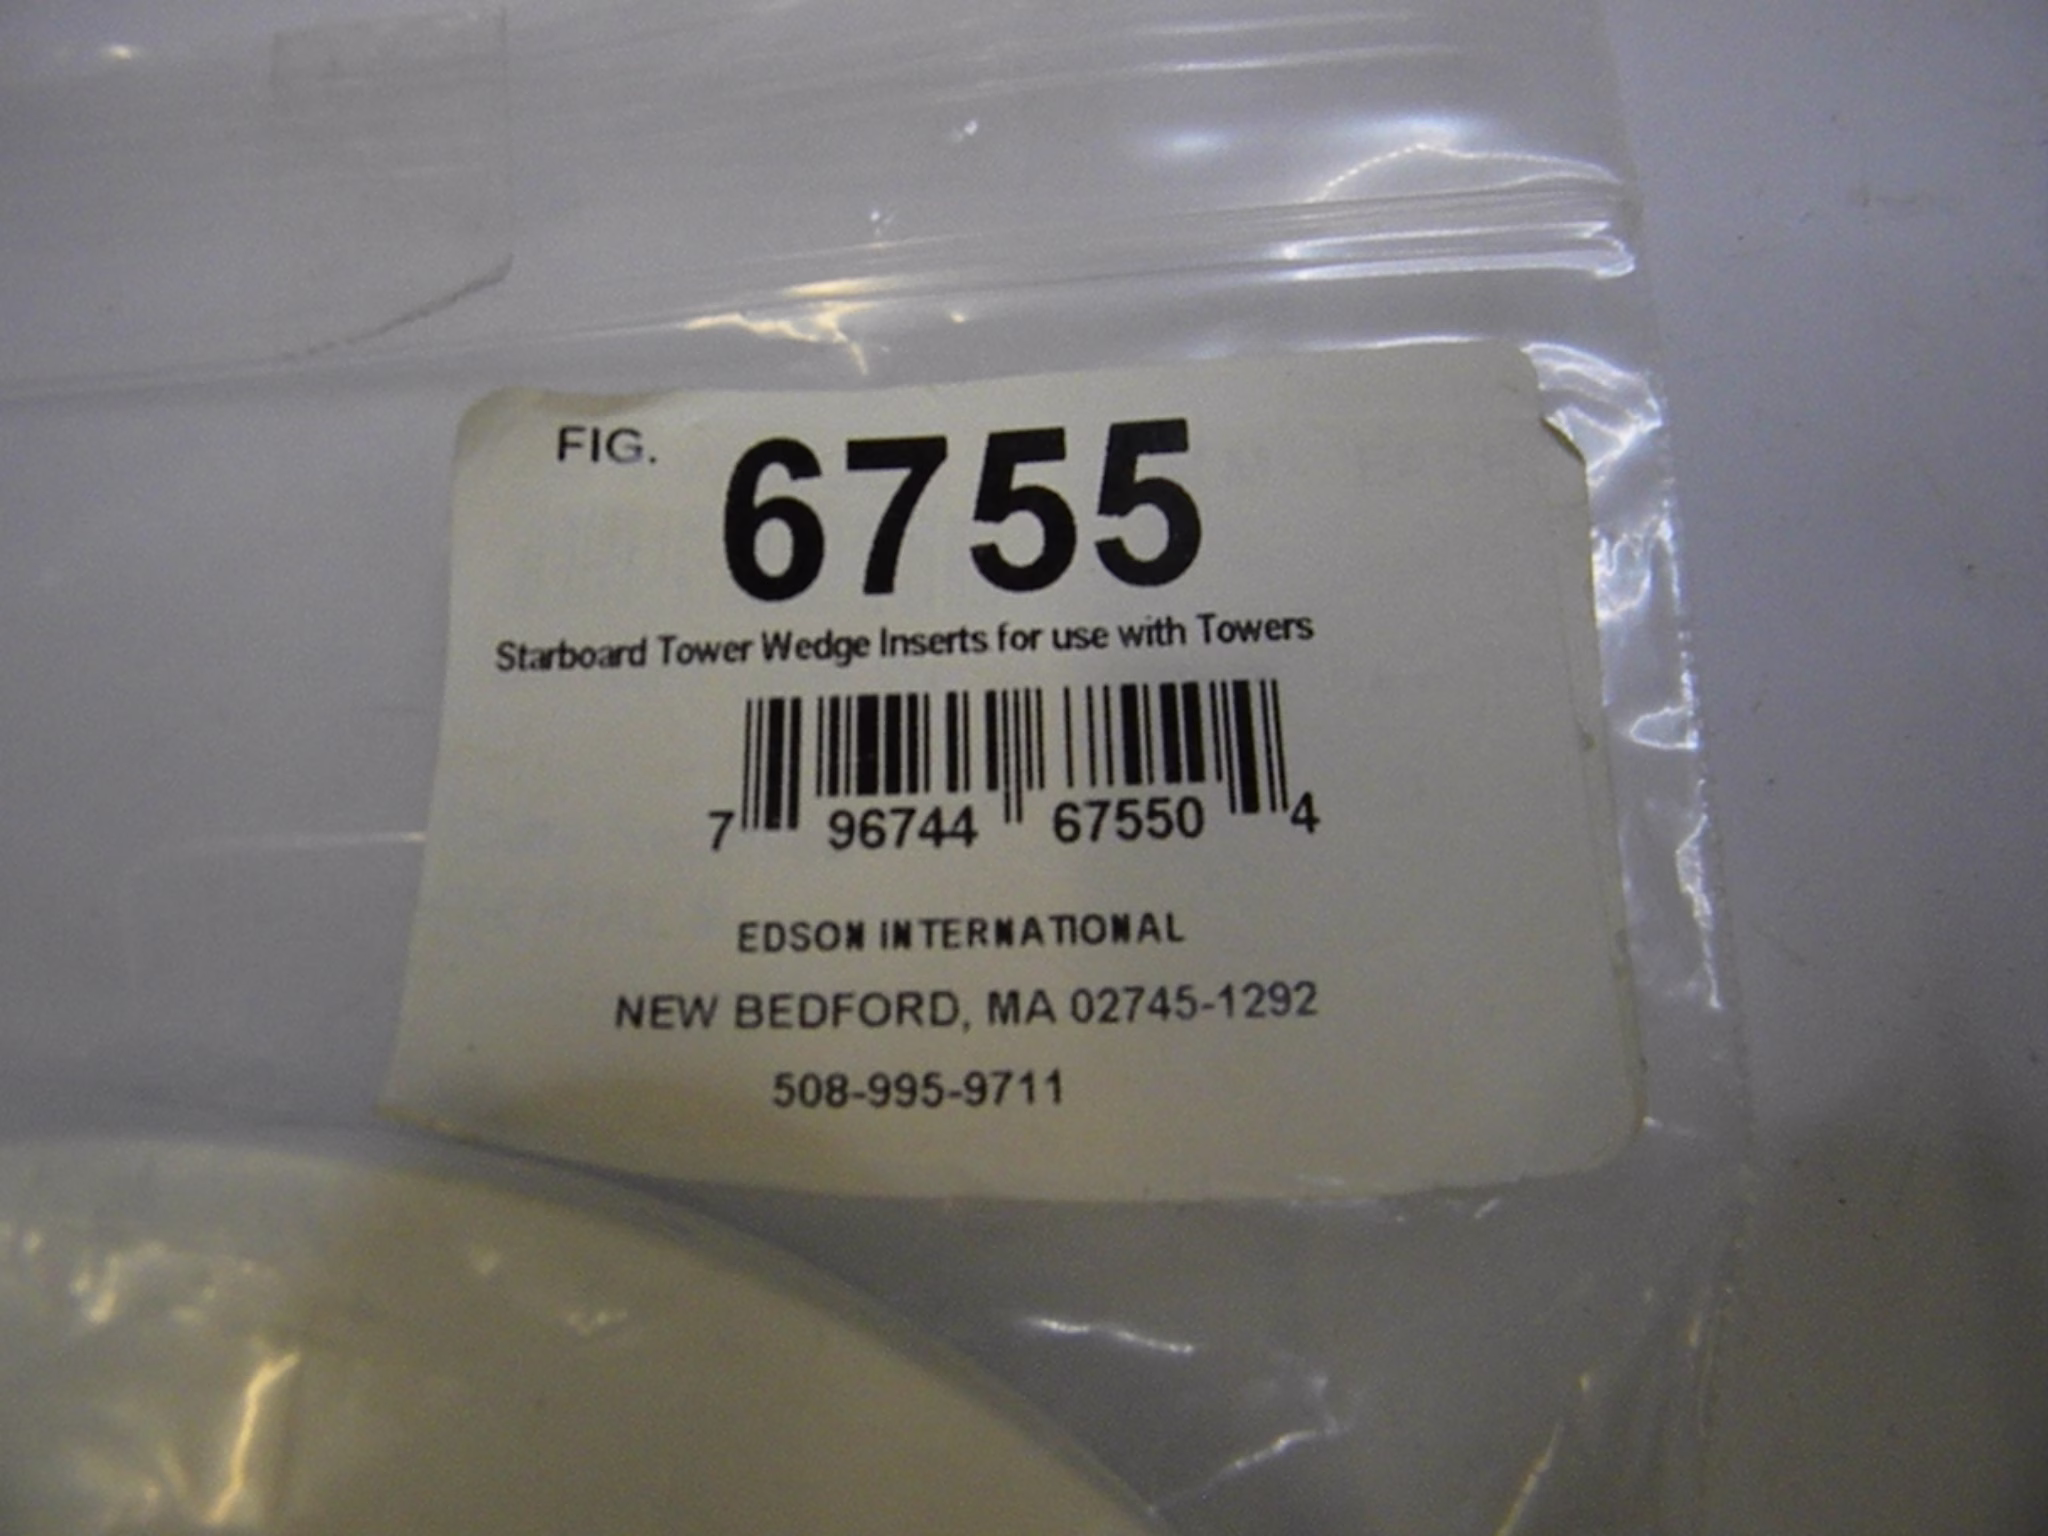 FIG. 6755
Starboard Tower Wedge Inserts for use with Towers
7 96744 67550 4
EDSON INTERNATIONAL
NEW BEDFORD, MA 02745-1292
508-995-9711